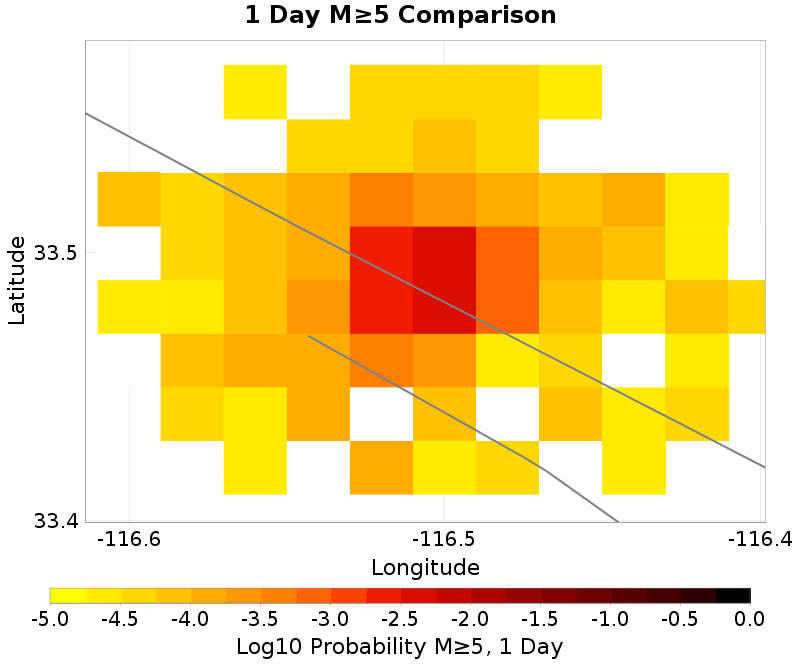 1 Day M≥5 Comparison
Latitude
33.5
33.4
-116.6 -116.5 -116.4
Longitude
-5.0 -4.5 -4.0 -3.5 -3.0 -2.5 -2.0 -1.5 -1.0 -0.5 0.0
Log10 Probability M≥5, 1 Day